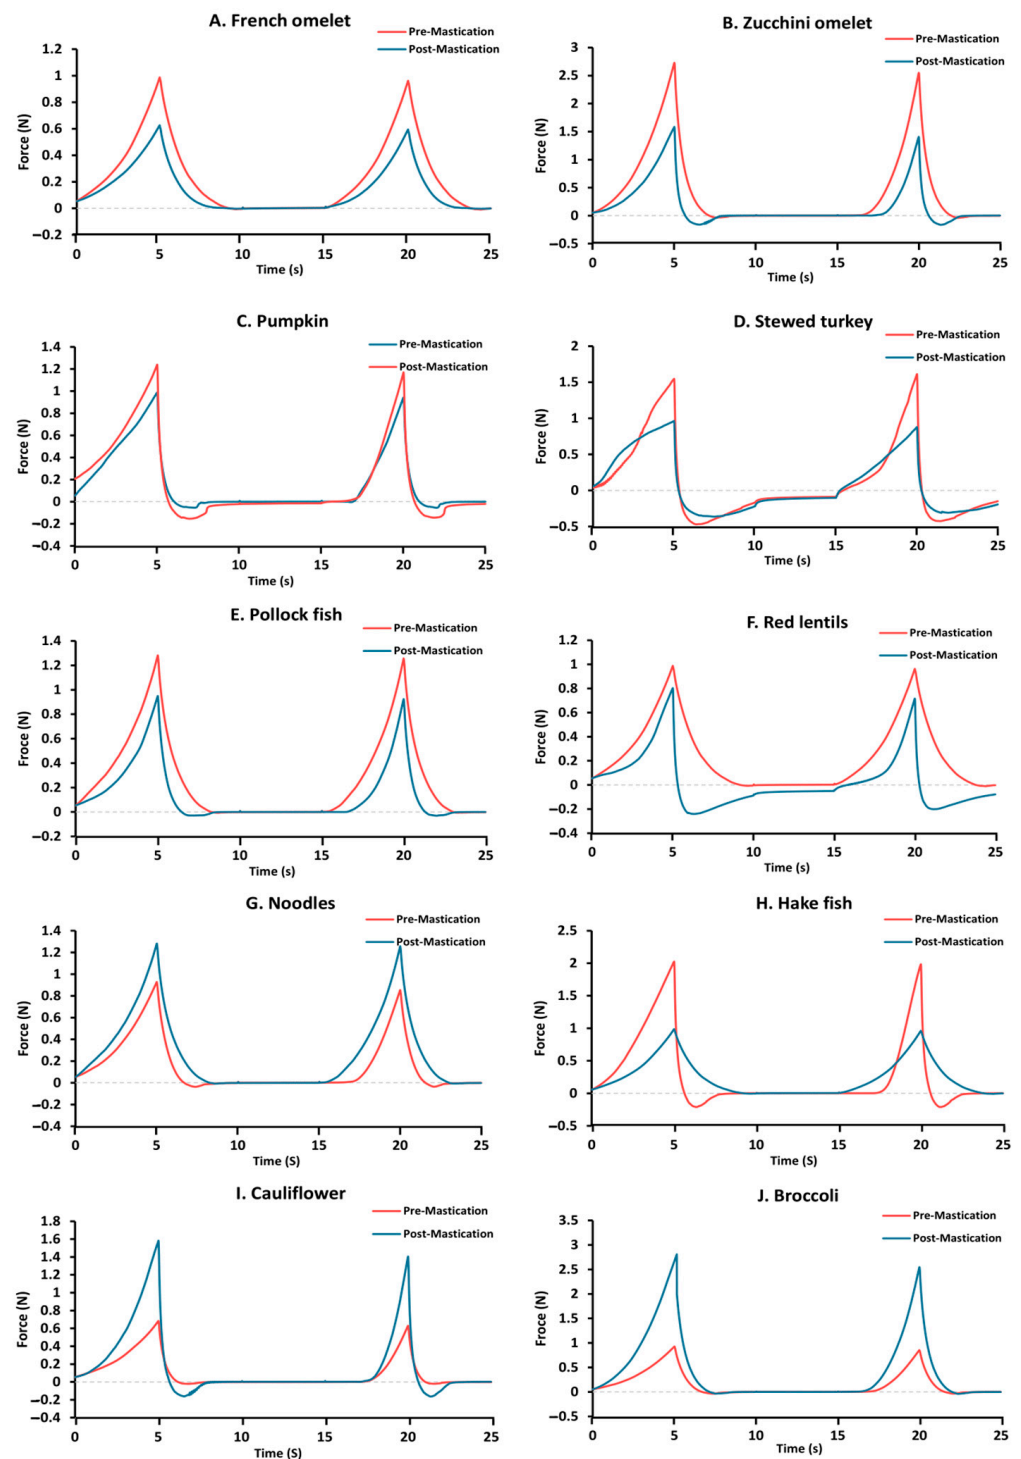 A. French omelet
Pre-Mastication
Post-Mastication
Force (N)
1.2
1
0.8
0.6
0.4
0.2
0
−0.2
0 5 10 15 20 25
Time (s)
B. Zucchini omelet
Pre-Mastication
Post-Mastication
Force (N)
3
2.5
2
1.5
1
0.5
0
−0.5
0 5 10 15 20 25
Time (s)
C. Pumpkin
Pre-Mastication
Post-Mastication
Force (N)
1.4
1.2
1
0.8
0.6
0.4
0.2
0
−0.2
−0.4
0 5 10 15 20 25
Time (s)
D. Stewed turkey
Pre-Mastication
Post-Mastication
Force (N)
2
1.5
1
0.5
0
−0.5
0 5 10 15 20 25
Time (s)
E. Pollock fish
Pre-Mastication
Post-Mastication
Froce (N)
1.4
1.2
1
0.8
0.6
0.4
0.2
0
−0.2
0 5 10 15 20 25
Time (s)
F. Red lentils
Pre-Mastication
Post-Mastication
Force (N)
1.2
1
0.8
0.6
0.4
0.2
0
−0.2
−0.4
0 5 10 15 20 25
Time (s)
G. Noodles
Pre-Mastication
Post-Mastication
Force (N)
1.4
1.2
1
0.8
0.6
0.4
0.2
0
−0.2
−0.4
0 5 10 15 20 25
Time (S)
H. Hake fish
Pre-Mastication
Post-Mastication
Force (N)
2.5
2
1.5
1
0.5
0
−0.5
0 5 10 15 20 25
Time (S)
I. Cauliflower
Pre-Mastication
Post-Mastication
Force (N)
1.8
1.6
1.4
1.2
1
0.8
0.6
0.4
0.2
0
−0.2
−0.4
0 5 10 15 20 25
Time (S)
J. Broccoli
Pre-Mastication
Post-Mastication
Froce (N)
3.5
3
2.5
2
1.5
1
0.5
0
−0.5
0 5 10 15 20 25
Time (s)